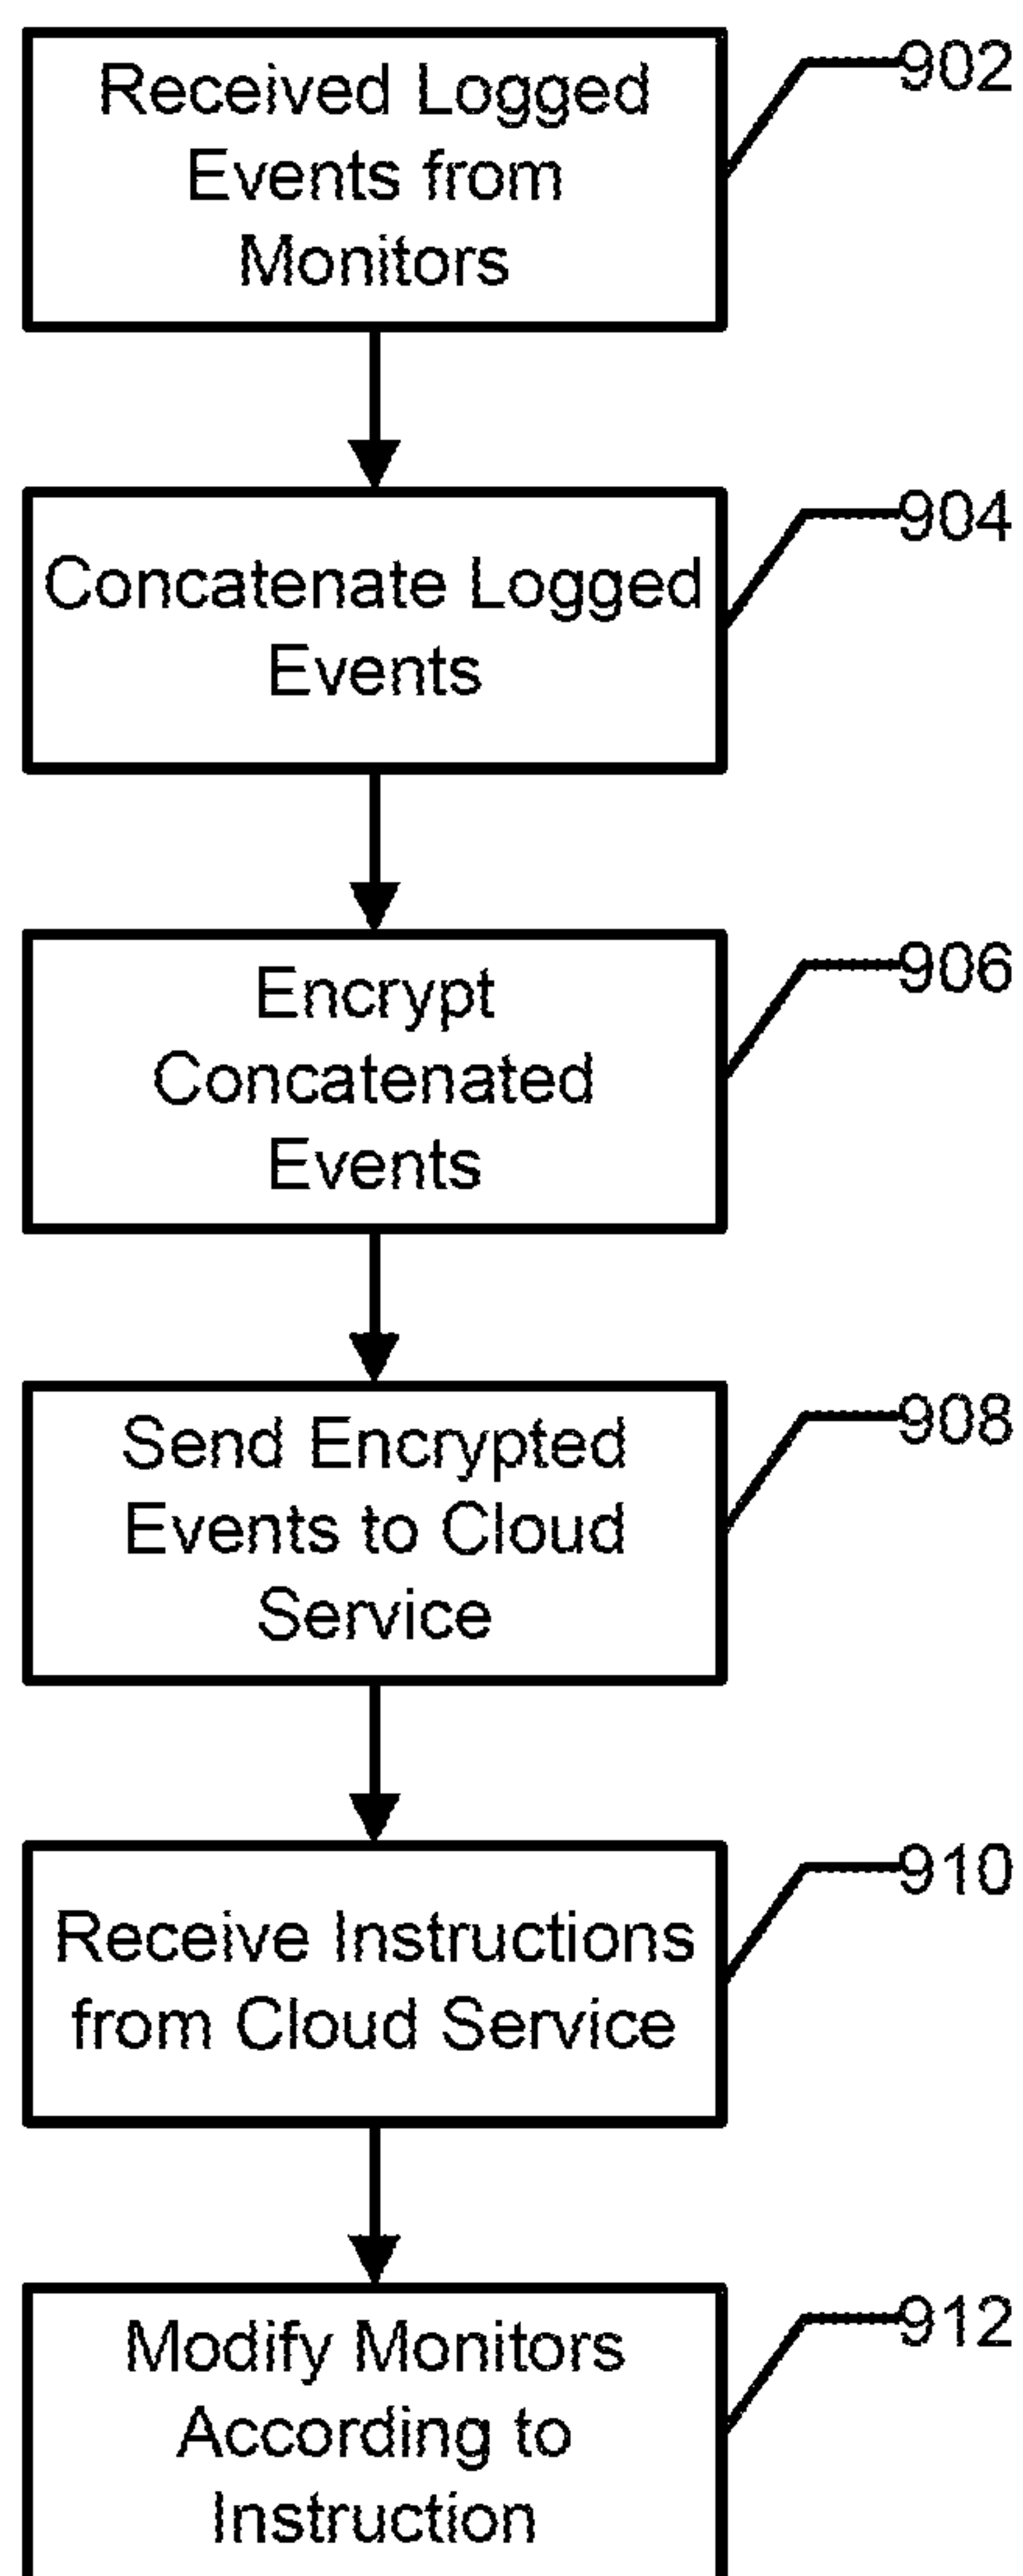 Received Logged
Events from
Monitors
902
Concatenate Logged
Events
904
Encrypt
Concatenated
Events
906
Send Encrypted
Events to Cloud
Service
908
Receive Instructions
from Cloud Service
910
Modify Monitors
According to
Instruction
912